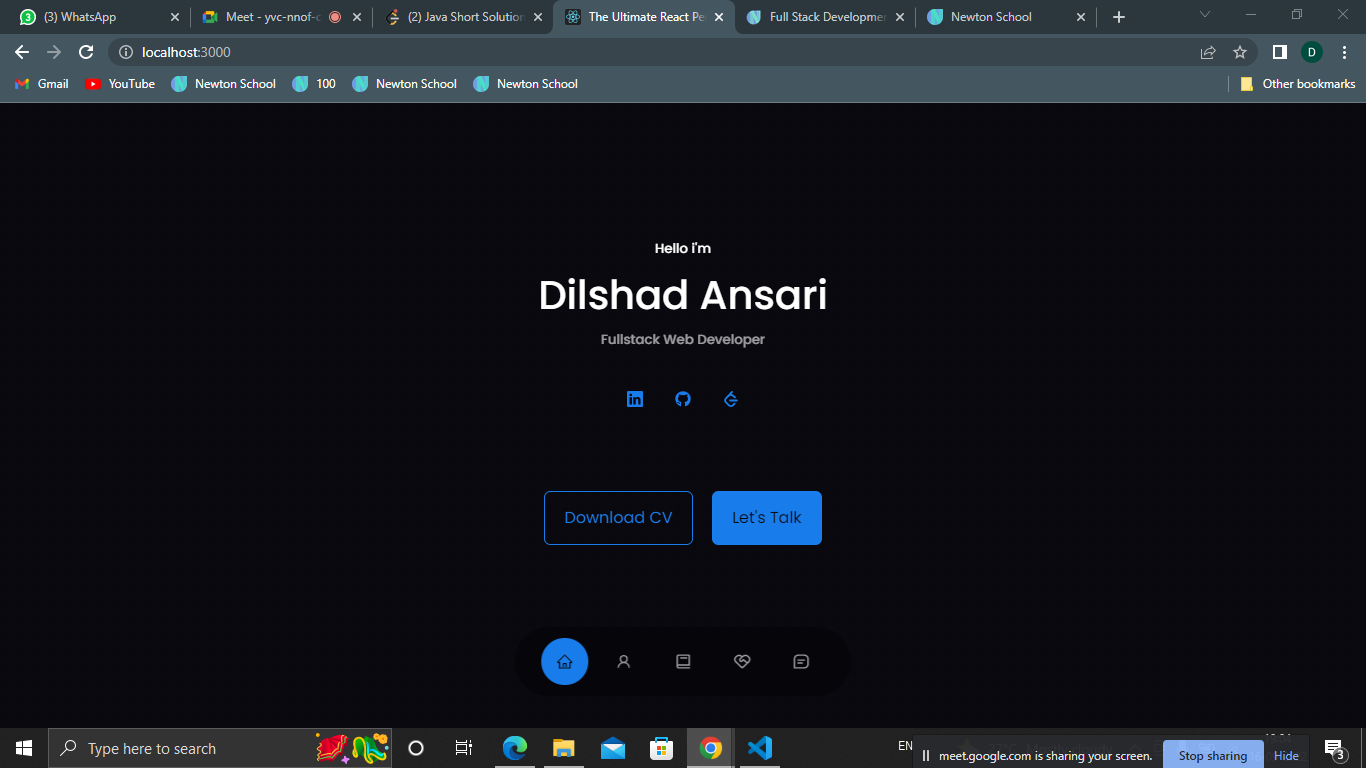 (3) WhatsApp
Meet - yvc-nnof-c
(2) Java Short Solution
The Ultimate React Pe
Full Stack Developmen
Newton School
localhost:3000
D
Gmail
YouTube
Newton School
100
Newton School
Newton School
Other bookmarks
Hello i'm
Dilshad Ansari
Fullstack Web Developer
in
Download CV
Let's Talk
Type here to search
EN
meet.google.com is sharing your screen.
Stop sharing
Hide
3